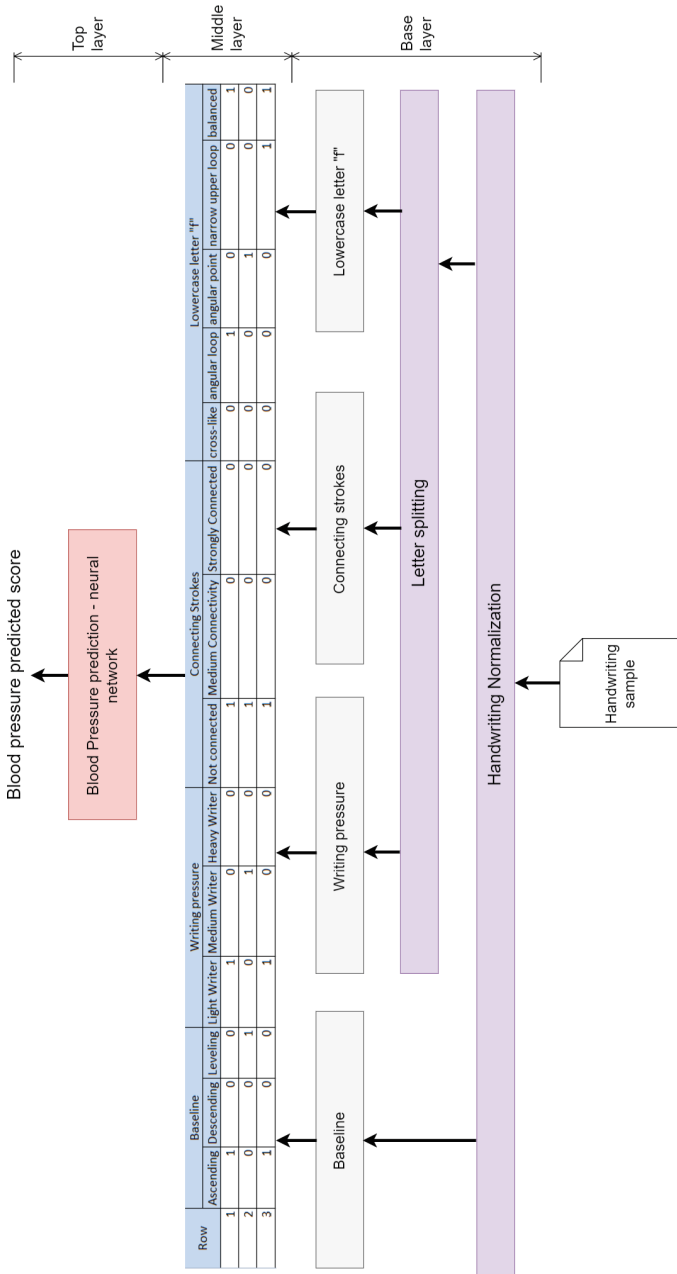 Blood pressure predicted score
Top
layer
Blood Pressure prediction - neural
network
Middle
layer
Row Baseline Writing pressure Connecting Strokes Lowercase letter "f"
Ascending Descending Leveling Light Writer Medium Writer Heavy Writer Not connected Medium Connectivity Strongly Connected cross-like angular loop angular point narrow upper loop balanced
1 1 0 0 1 0 0 1 0 0 0 1 0 0 1
2 0 0 1 0 1 0 1 0 0 0 0 1 0 0
3 1 0 0 1 0 0 1 0 0 0 0 0 1 1
Base
layer
Baseline Writing pressure Connecting strokes Lowercase letter "f"
Letter splitting
Handwriting Normalization
Handwriting
sample